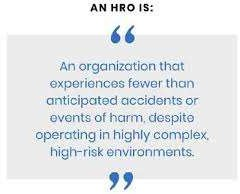 AN HRO IS:
“
An organization that
experiences fewer than
anticipated accidents or
events of harm, despite
operating in highly complex,
high-risk environments.
”